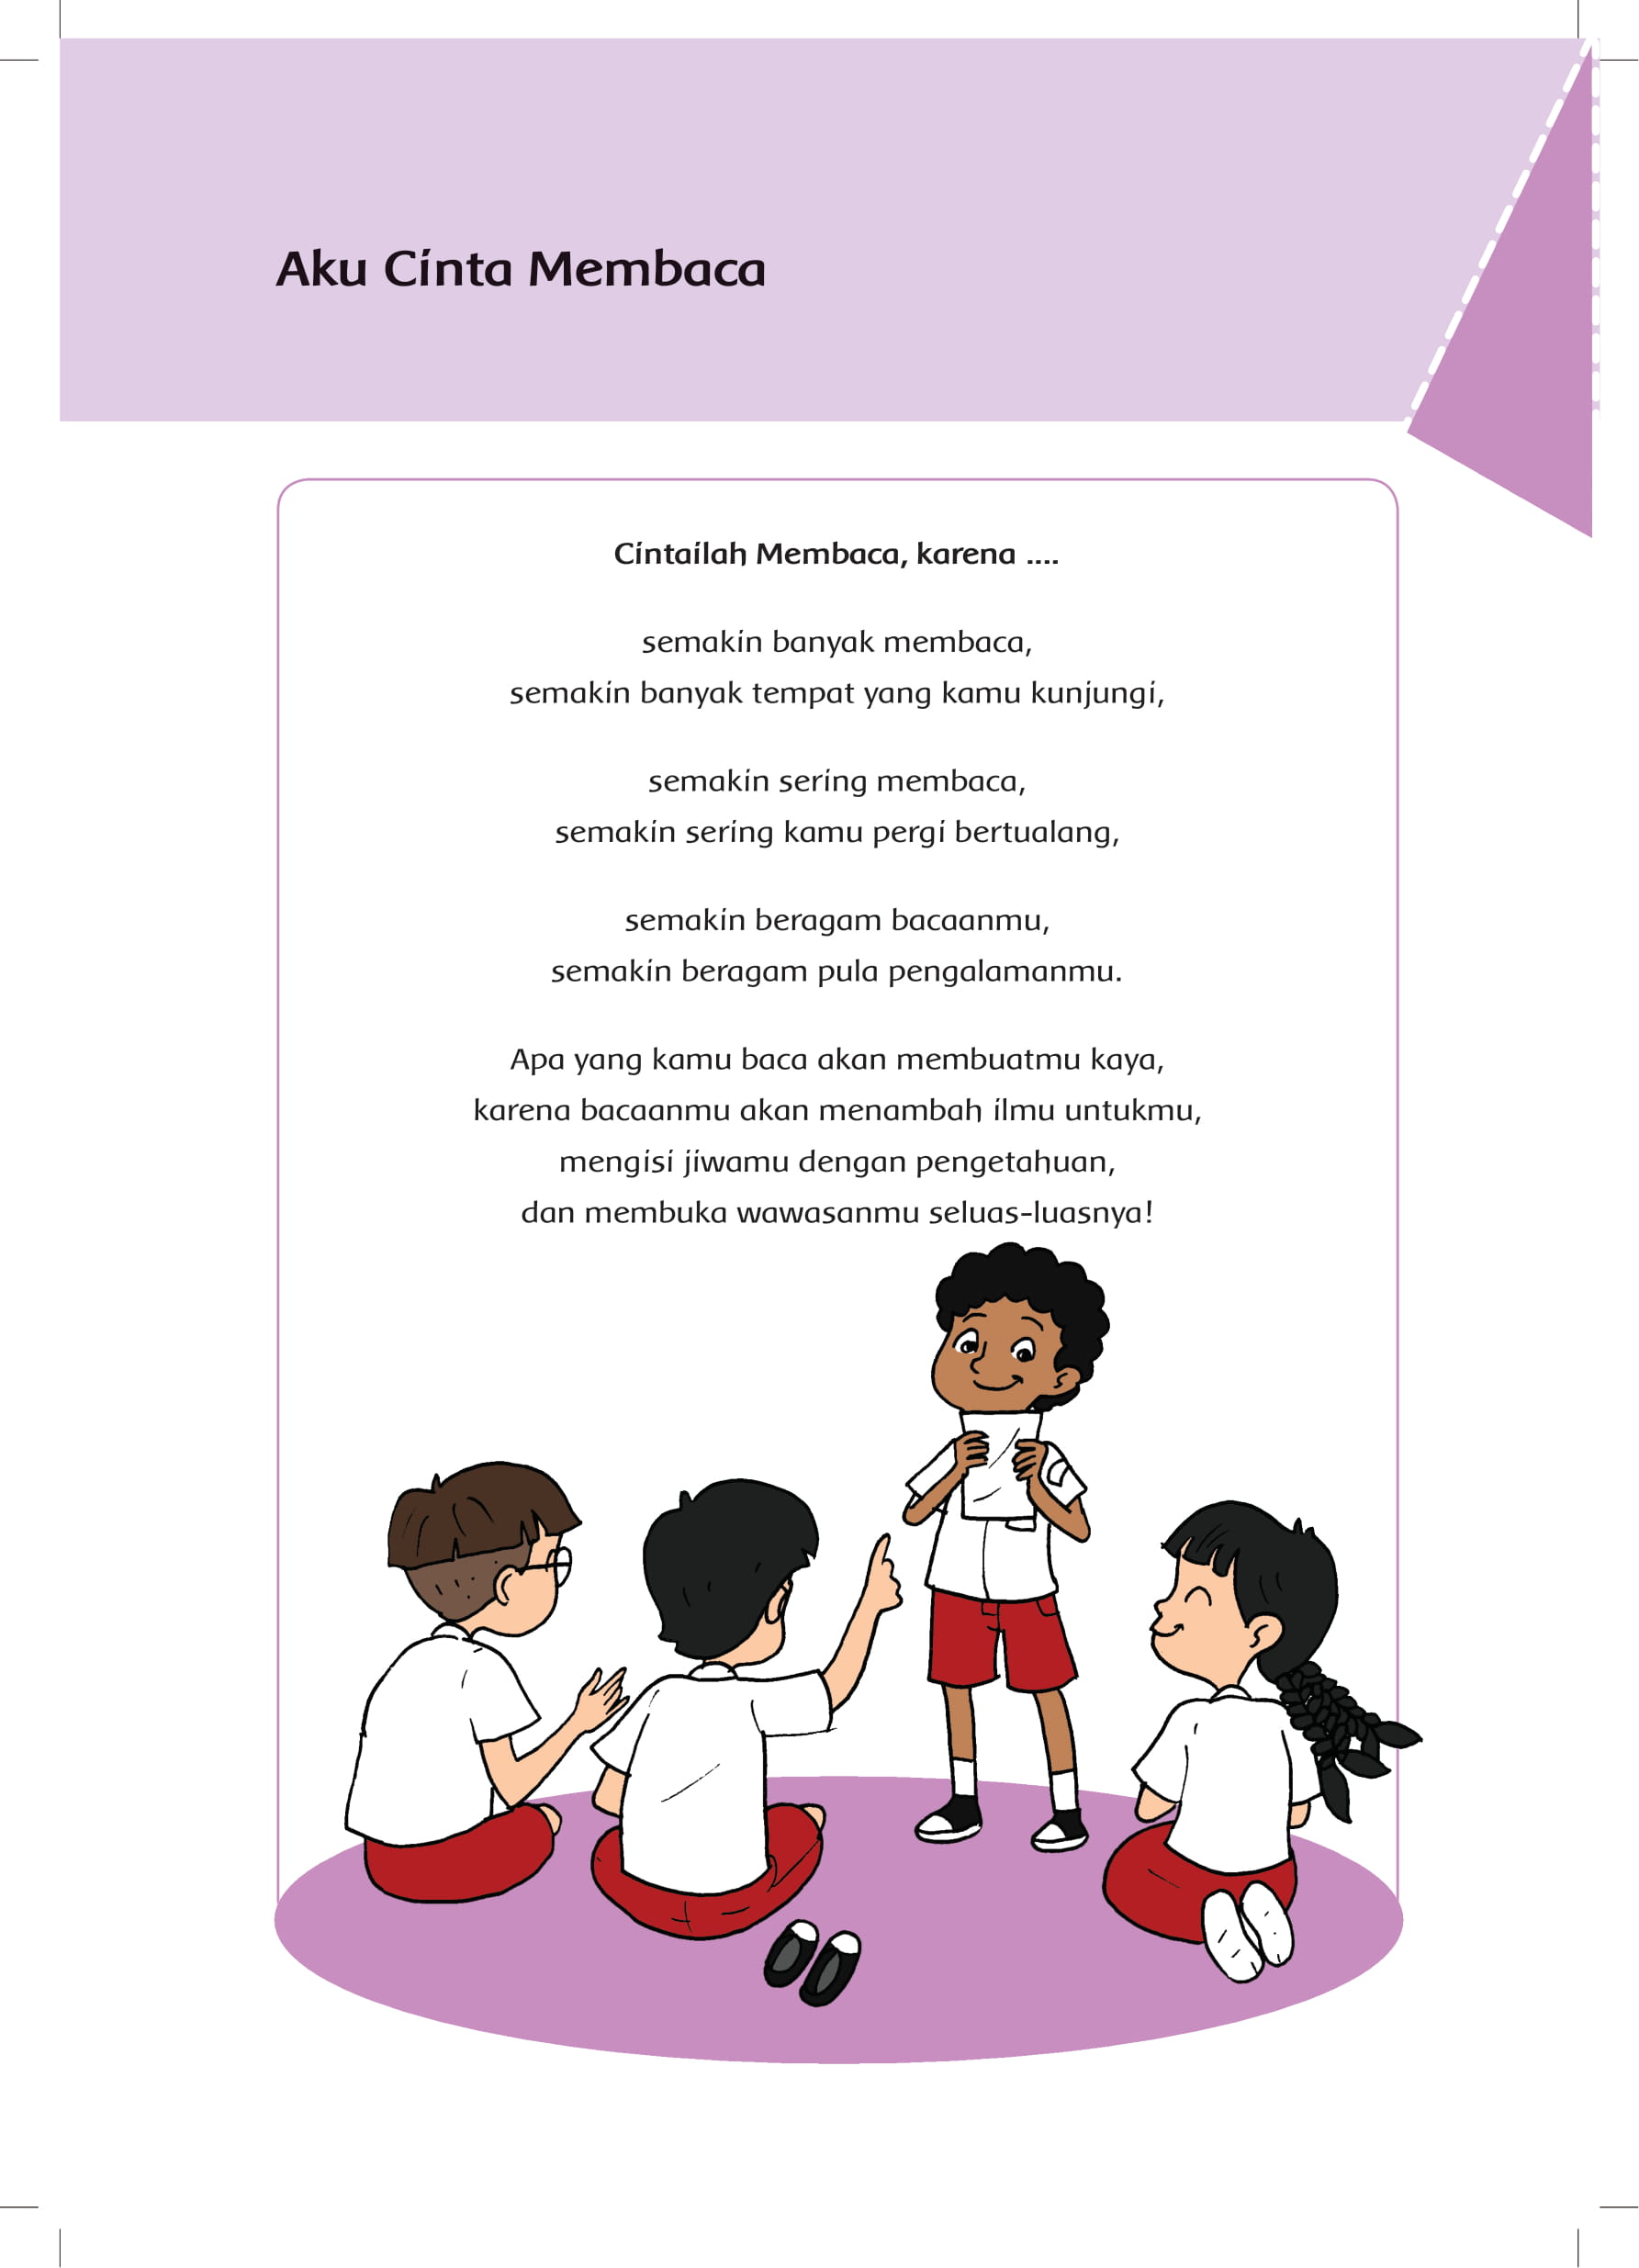 Aku Cinta Membaca
Cintailah Membaca, karena ....
semakin banyak membaca,
semakin banyak tempat yang kamu kunjungi,
semakin sering membaca,
semakin sering kamu pergi bertualang,
semakin beragam bacaanmu,
semakin beragam pula pengalamanmu.
Apa yang kamu baca akan membuatmu kaya,
karena bacaanmu akan menambah ilmu untukmu,
mengisi jiwamu dengan pengetahuan,
dan membuka wawasanmu seluas-luasnya!